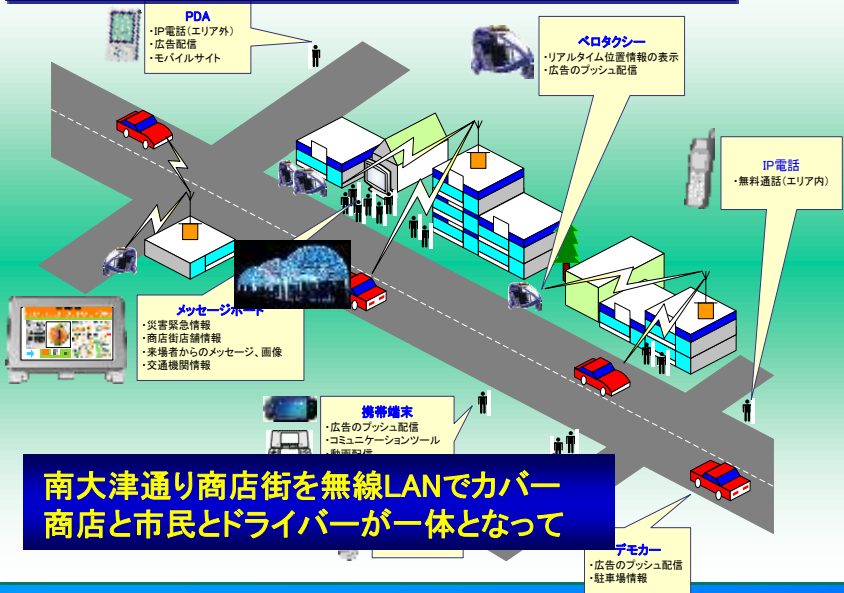 PDA
・IP電話(エリア外)
・広告配信
・モバイルサイト
ベロタクシー
・リアルタイム位置情報の表示
・広告のプッシュ配信
IP電話
・無料通話(エリア内)
メッセージボード
・災害緊急情報
・商店街店舗情報
・来場者からのメッセージ、画像
・交通機関情報
携帯端末
・広告のプッシュ配信
・コミュニケーションツール
・動画配信
南大津通り商店街を無線LANでカバー
商店と市民とドライバーが一体となって
デモカー
・広告のプッシュ配信
・駐車場情報